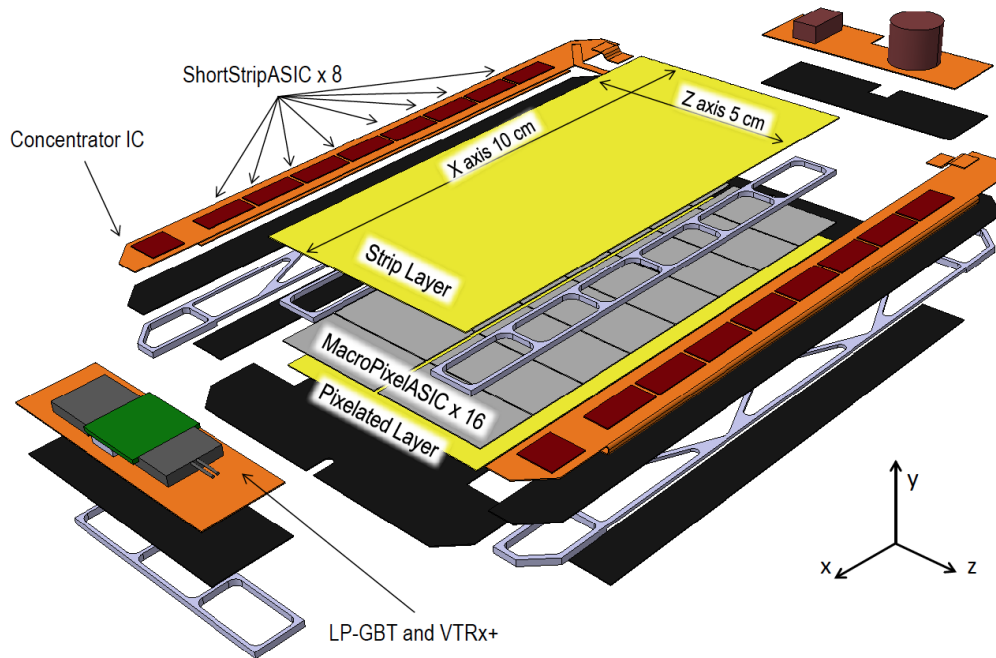 ShortStripASIC x 8
Concentrator IC
Z axis 5 cm
X axis 10 cm
Strip Layer
MacroPixelASIC x 16
Pixelated Layer
y
x
z
LP-GBT and VTRx+